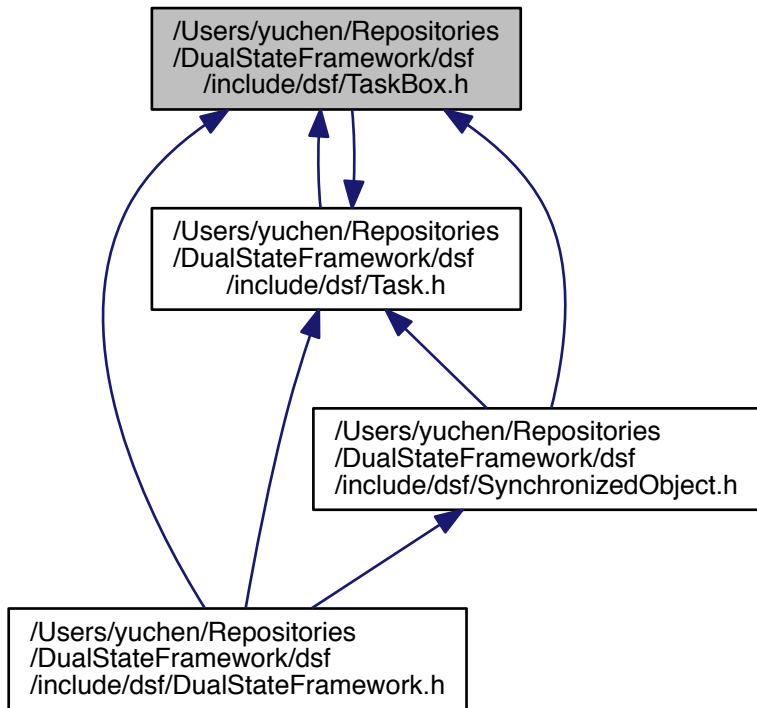 /Users/yuchen/Repositories
/DualStateFramework/dsf
/include/dsf/TaskBox.h
/Users/yuchen/Repositories
/DualStateFramework/dsf
/include/dsf/Task.h
/Users/yuchen/Repositories
/DualStateFramework/dsf
/include/dsf/SynchronizedObject.h
/Users/yuchen/Repositories
/DualStateFramework/dsf
/include/dsf/DualStateFramework.h